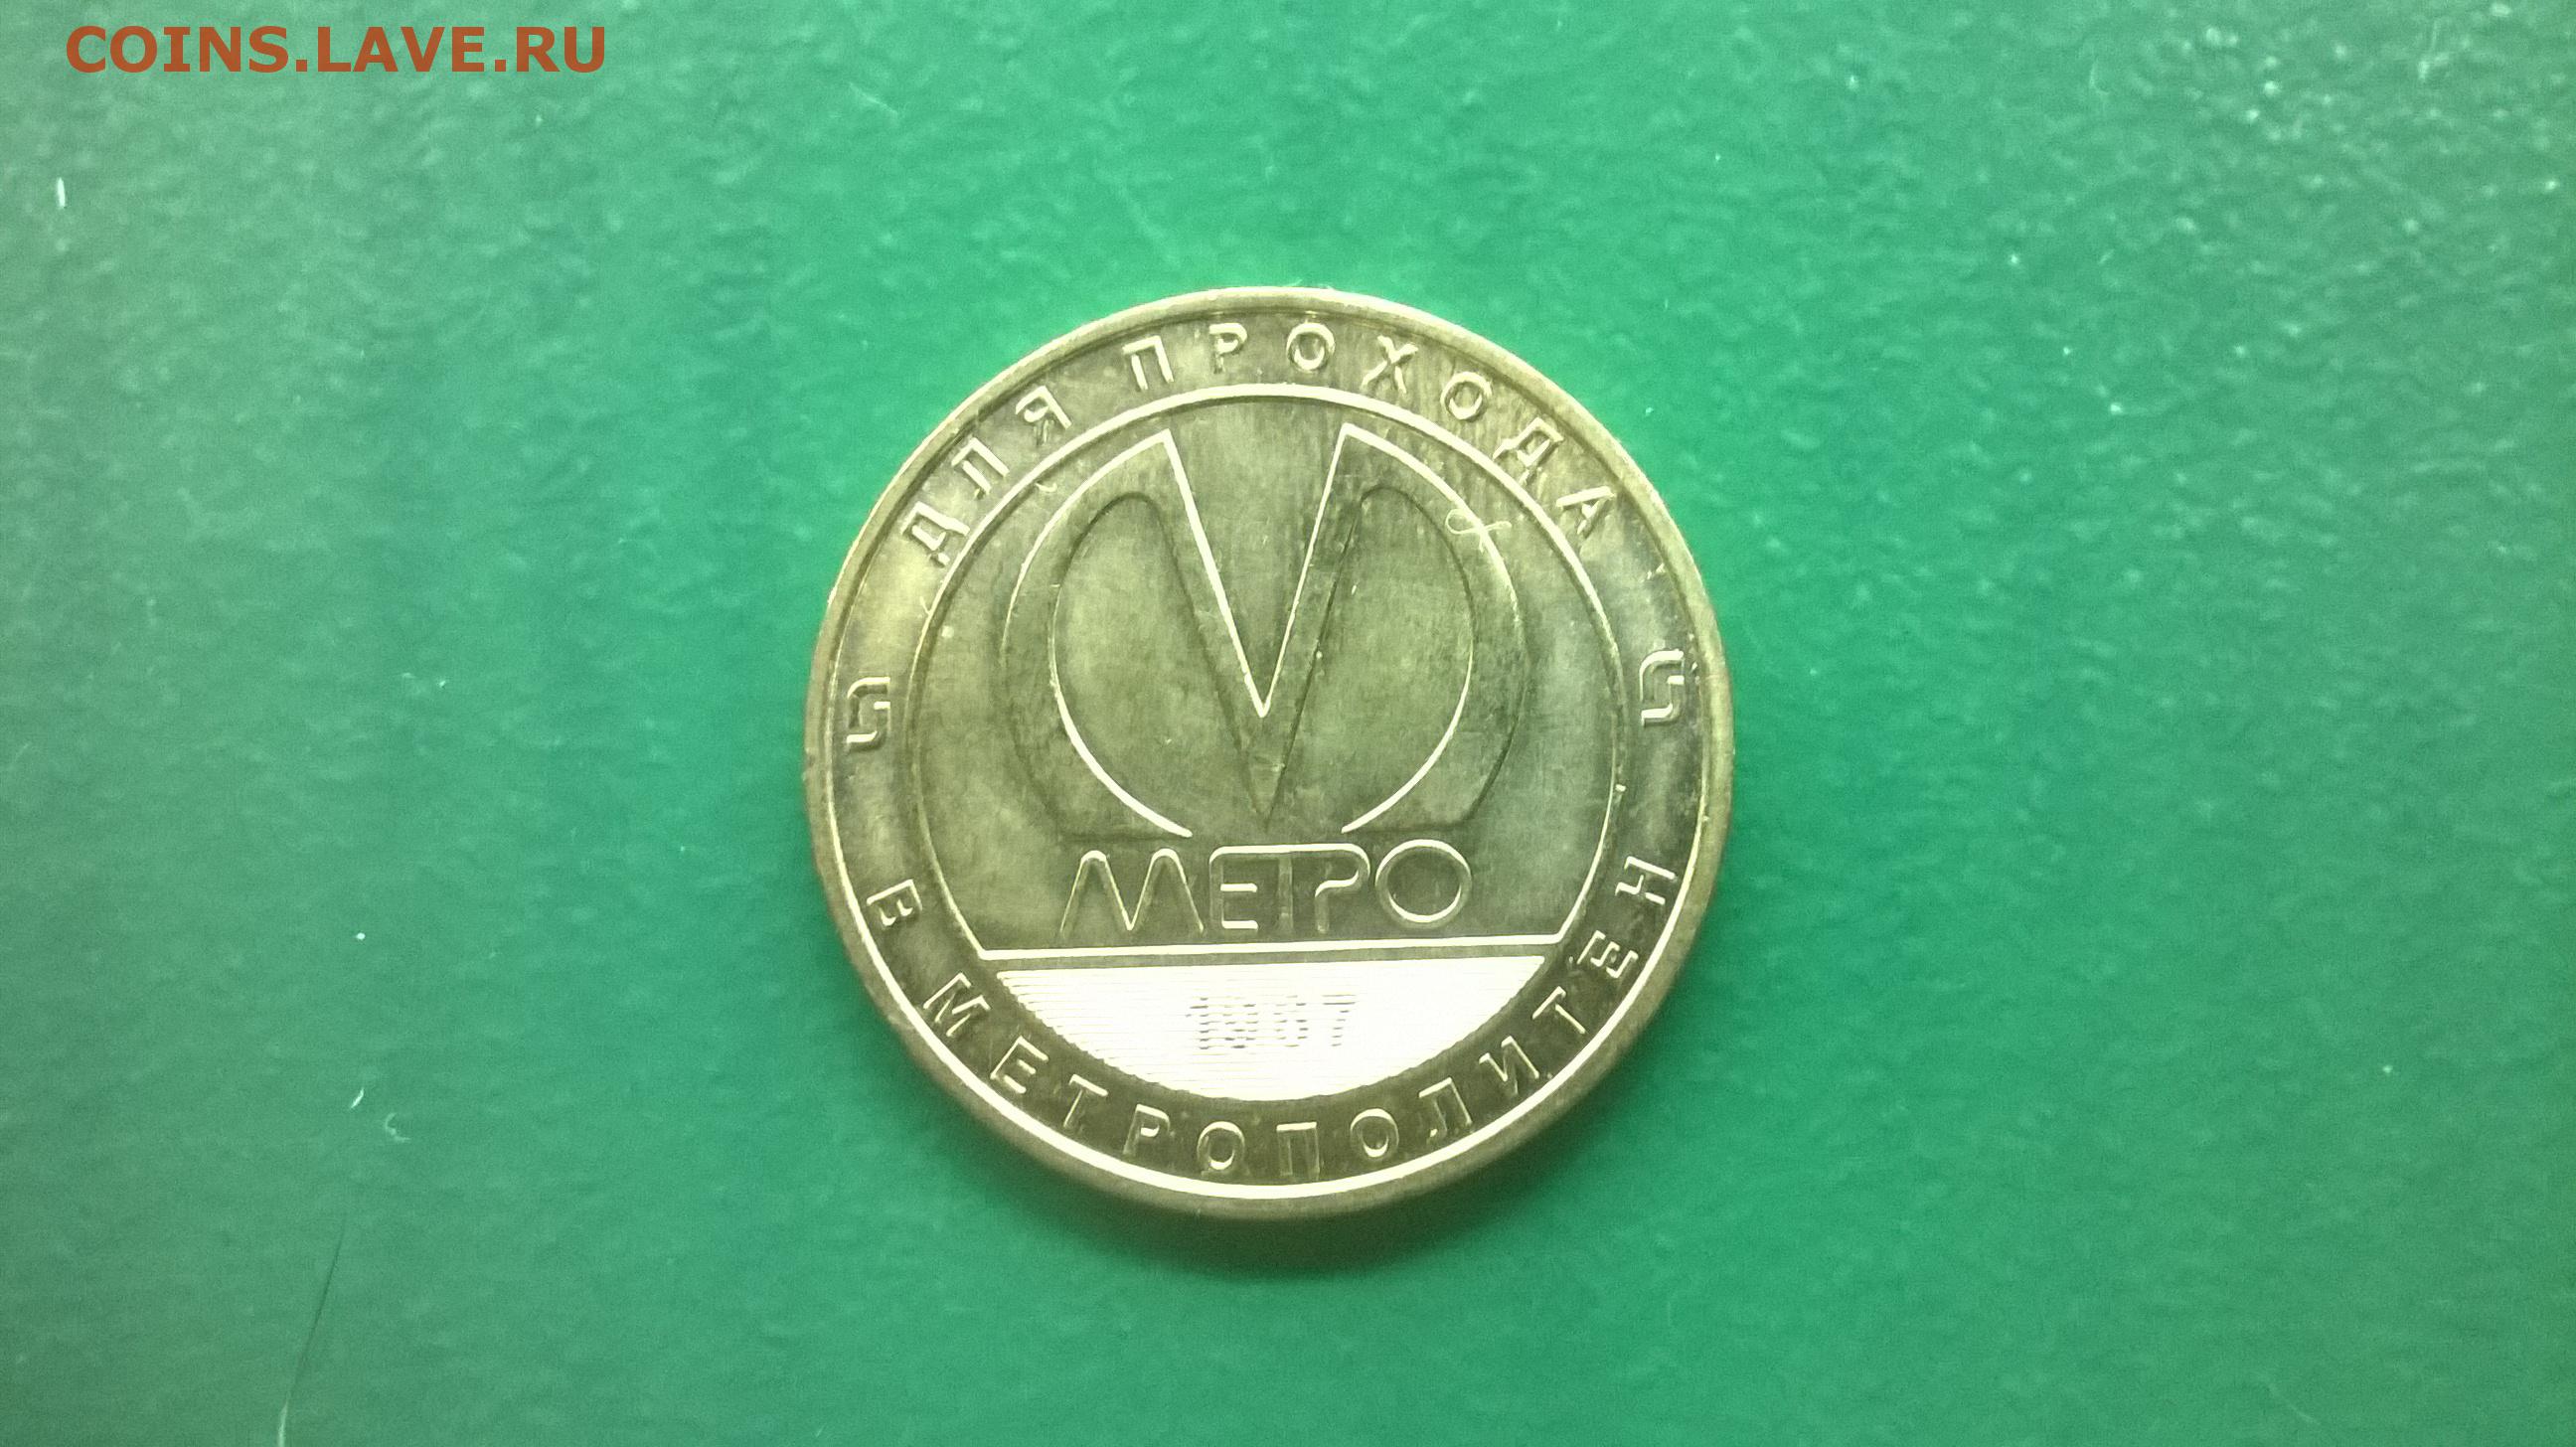 COINS.LAVE.RU
ДЛЯ ПРОХОДА
МЕТРО
В МЕТРОПОЛИТЕН